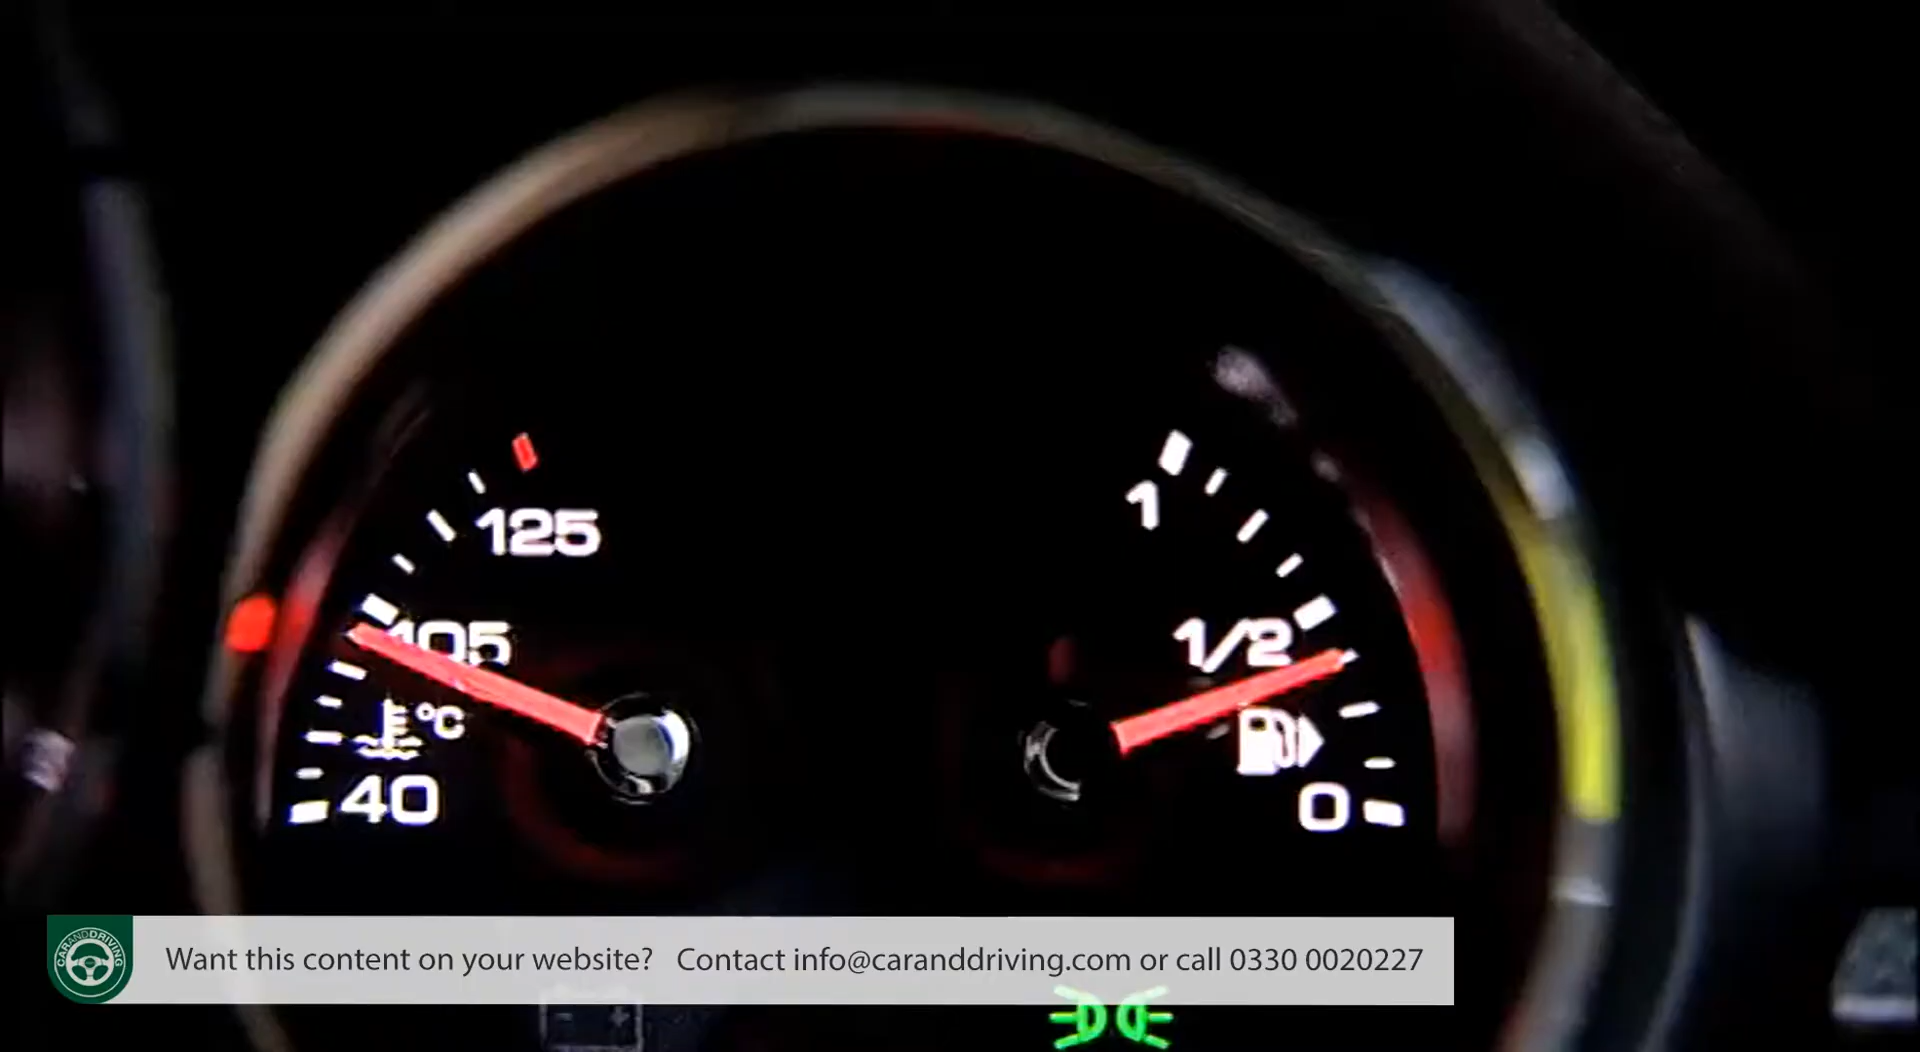 125
1
105
1/2
°C
40
0
CARANDDRIVING
Want this content on your website? Contact info@caranddriving.com or call 0330 0020227